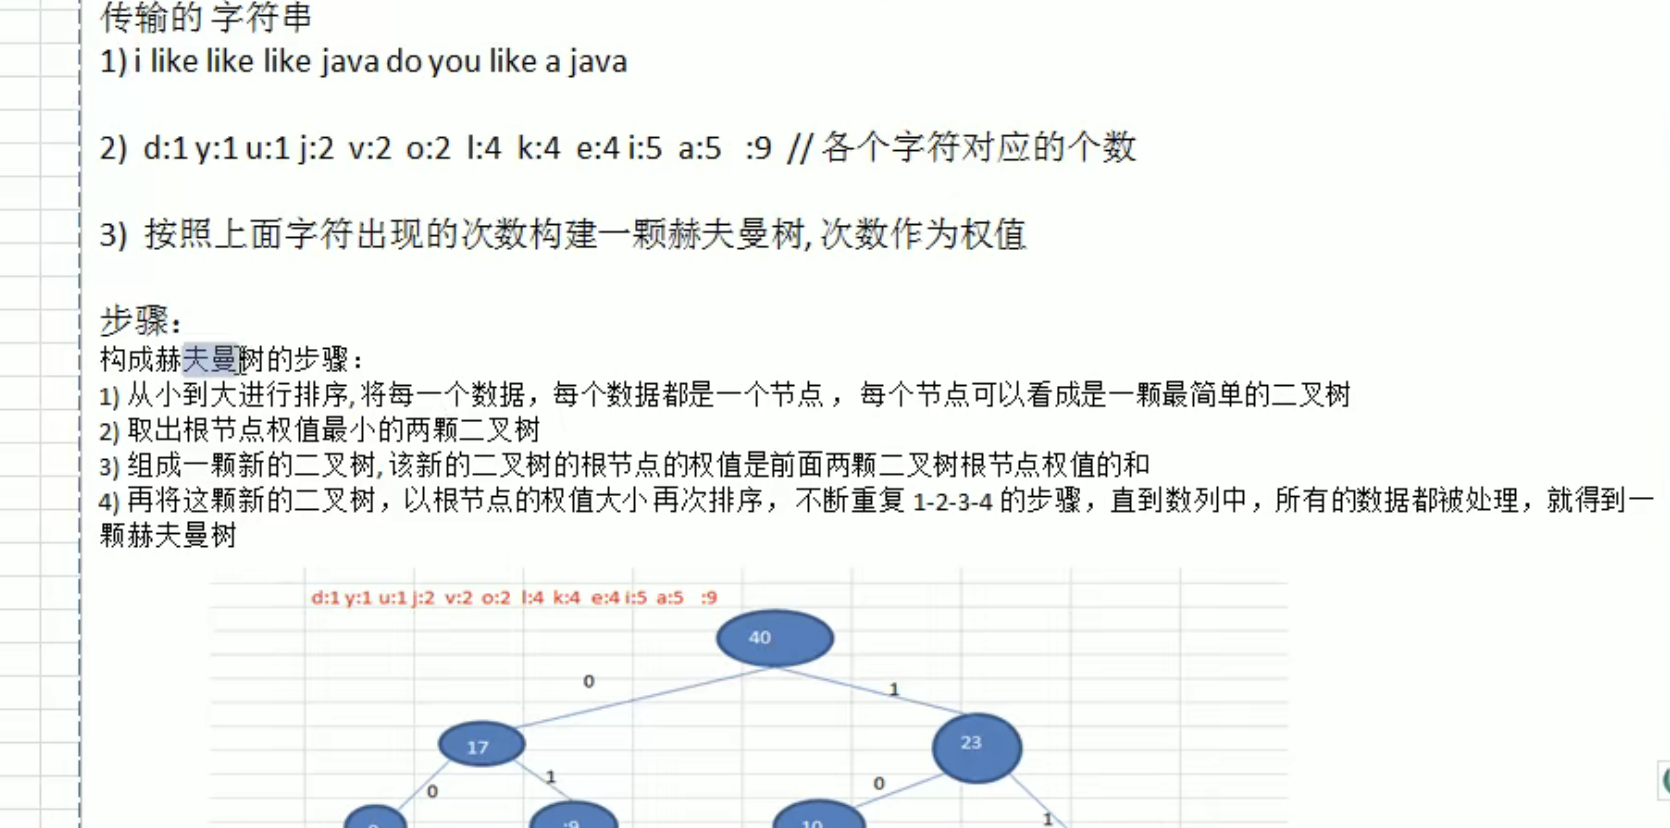 传输的 字符串
1) i like like like java do you like a java
2) d:1 y:1 u:1 j:2 v:2 o:2 l:4 k:4 e:4 i:5 a:5 :9 // 各个字符对应的个数
3) 按照上面字符出现的次数构建一颗赫夫曼树, 次数作为权值
步骤：
构成赫夫曼树的步骤：
1) 从小到大进行排序, 将每一个数据，每个数据都是一个节点 ， 每个节点可以看成是一颗最简单的二叉树
2) 取出根节点权值最小的两颗二叉树
3) 组成一颗新的二叉树, 该新的二叉树的根节点的权值是前面两颗二叉树根节点权值的和
4) 再将这颗新的二叉树，以根节点的权值大小 再次排序， 不断重复 1-2-3-4 的步骤，直到数列中，所有的数据都被处理，就得到一
颗赫夫曼树
d:1 y:1 u:1 j:2 v:2 o:2 l:4 k:4 e:4 i:5 a:5 :9
40
0
1
17
23
0
1
0
1
:9
10